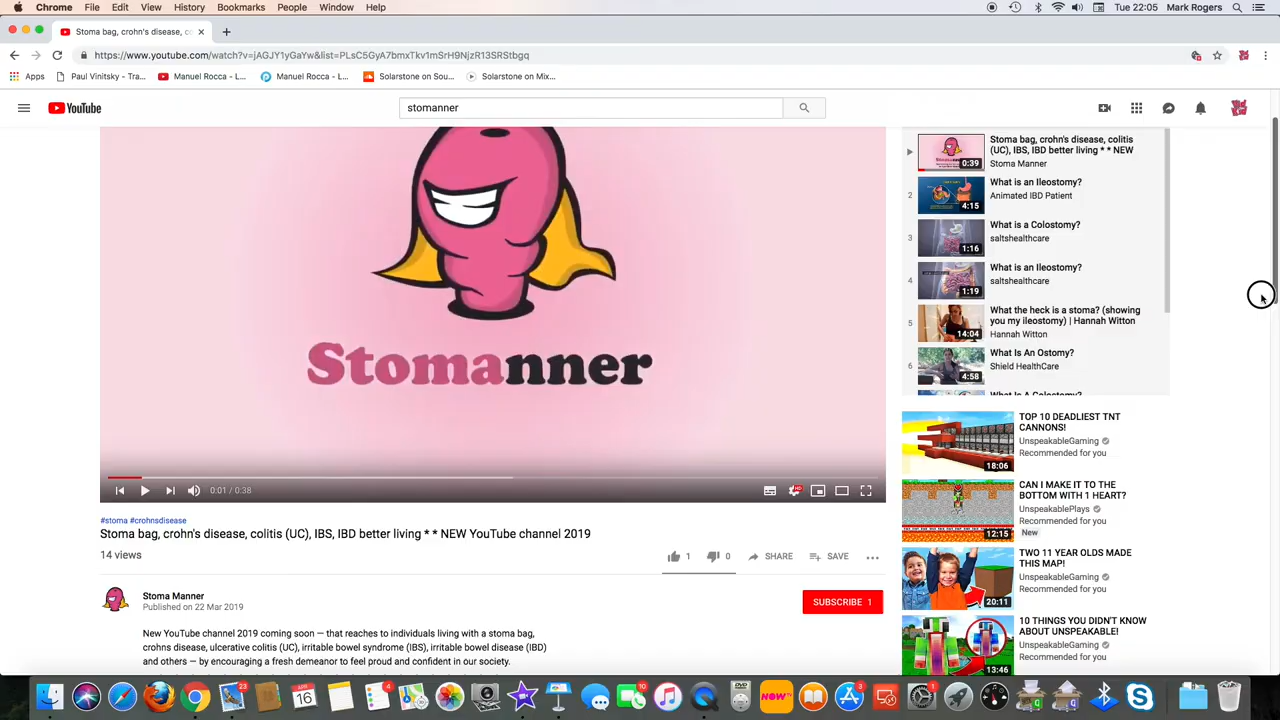 Chrome File Edit View History Bookmarks People Window Help Tue 22:05 Mark Rogers
Stoma bag, crohn's disease, co
https://www.youtube.com/watch?v=jAGJY1yGaYw&list=PLsC5GyA7bmxTkv1mSrH9NjzR13SRStbgq
Apps Paul Vinitsky - Tra... Manuel Rocca - L... Manuel Rocca - L... Solarstone on Sou... Solarstone on Mix...
YouTube stomanner
Stomanner
0:01 / 0:38
#stoma #crohnsdisease
Stoma bag, crohn's disease, colitis (UC), IBS, IBD better living * * NEW YouTube channel 2019
14 views 1 0 SHARE SAVE
Stoma Manner
Published on 22 Mar 2019
SUBSCRIBE 1
New YouTube channel 2019 coming soon — that reaches to individuals living with a stoma bag,
crohns disease, ulcerative colitis (UC), irritable bowel syndrome (IBS), irritable bowel disease (IBD)
and others — by encouraging a fresh demeanor to feel proud and confident in our society.
Stoma bag, crohn's disease, colitis
(UC), IBS, IBD better living * * NEW
Stoma Manner
0:39
2 What is an Ileostomy?
Animated IBD Patient
4:15
3 What is a Colostomy?
saltshealthcare
1:16
4 What is an Ileostomy?
saltshealthcare
1:19
5 What the heck is a stoma? (showing
you my ileostomy) | Hannah Witton
Hannah Witton
14:04
6 What Is An Ostomy?
Shield HealthCare
4:58
What Is A Colostomy?
TOP 10 DEADLIEST TNT
CANNONS!
UnspeakableGaming
Recommended for you
18:06
CAN I MAKE IT TO THE
BOTTOM WITH 1 HEART?
UnspeakablePlays
Recommended for you
New
12:15
TWO 11 YEAR OLDS MADE
THIS MAP!
UnspeakableGaming
Recommended for you
20:11
10 THINGS YOU DIDN'T KNOW
ABOUT UNSPEAKABLE!
UnspeakableGaming
Recommended for you
13:46
23 APR 16 4 10 NOW 3 1